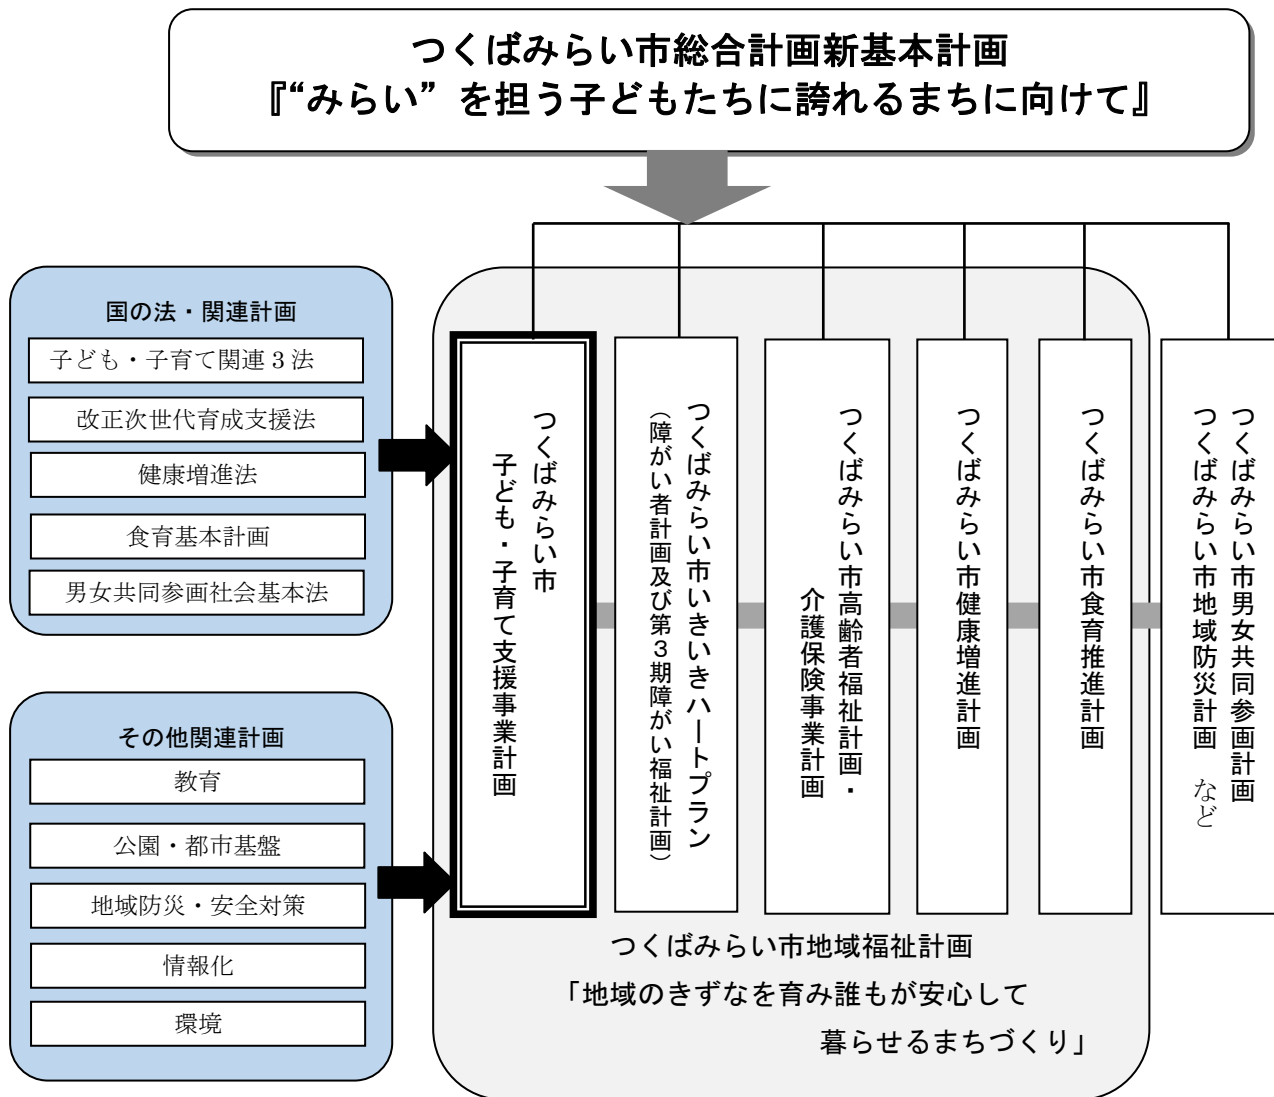 つくばみらい市総合計画新基本計画
『“みらい” を担う子どもたちに誇れるまちに向けて』
国の法・関連計画
子ども・子育て関連３法
改正次世代育成支援法
健康増進法
食育基本計画
男女共同参画社会基本法
その他関連計画
教育
公園・都市基盤
地域防災・安全対策
情報化
環境
つくばみらい市
子ども・子育て支援事業計画
つくばみらい市いきいきハートプラン
（障がい者計画及び第３期障がい福祉計画）
つくばみらい市高齢者福祉計画・
介護保険事業計画
つくばみらい市健康増進計画
つくばみらい市食育推進計画
つくばみらい市男女共同参画計画
つくばみらい市地域防災計画 など
つくばみらい市地域福祉計画
「地域のきずなを育み誰もが安心して
暮らせるまちづくり」